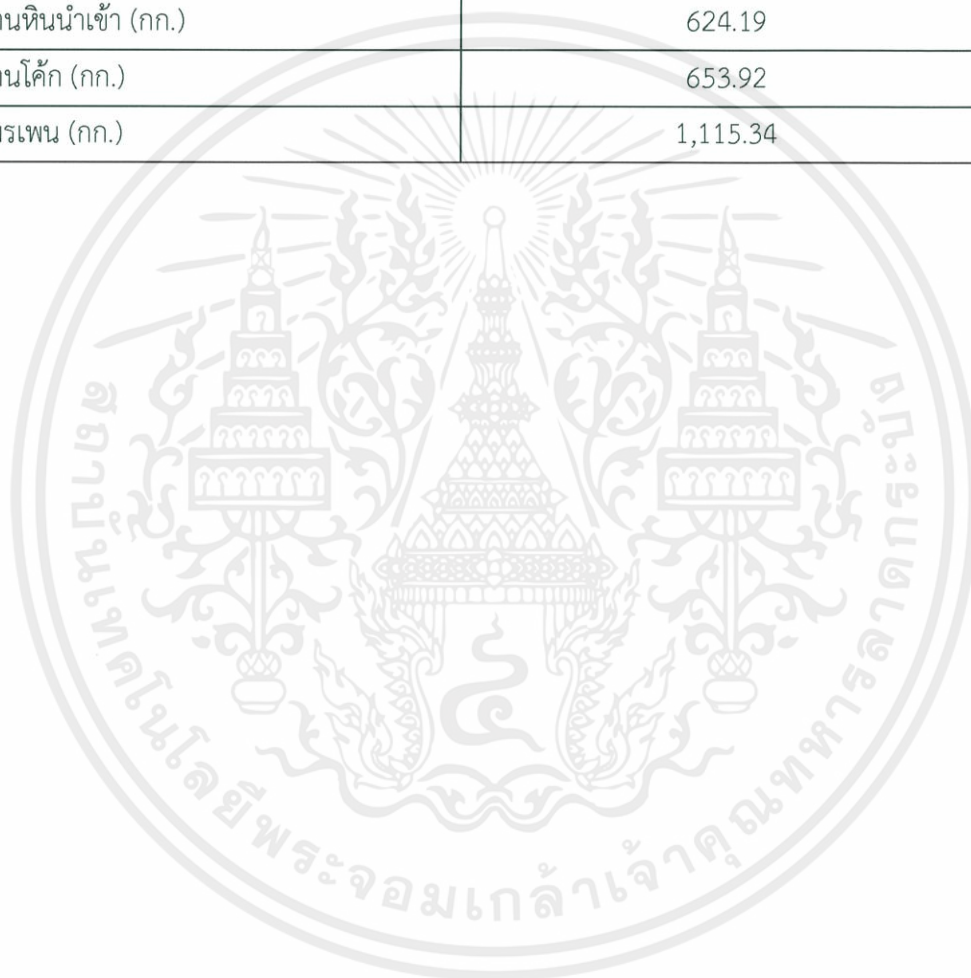 านหินนำเข้า (กก.) 624.19
านโค้ก (กก.) 653.92
พรเพน (กก.) 1,115.34
สถาบันเทคโนโลยีพระจอมเกล้าเจ้าคุณทหารลาดกระบัง